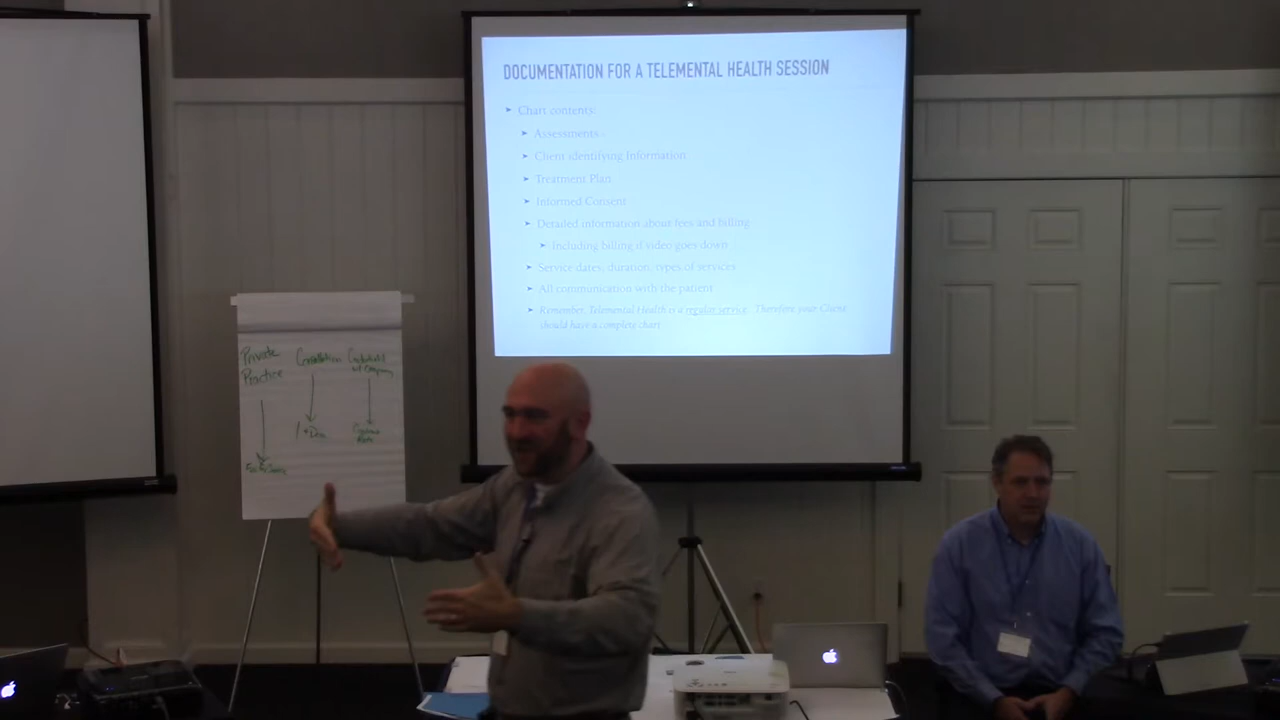 DOCUMENTATION FOR A TELEMENTAL HEALTH SESSION
➤ Chart contents:
➤ Assessments
➤ Client identifying Information
➤ Treatment Plan
➤ Informed Consent
➤ Detailed information about fees and billing
➤ Including billing if video goes down
➤ Service dates, duration, types of services
➤ All communication with the patient
➤ Remember, Telemental Health is a regular service. Therefore your Client
should have a complete chart
Private
Practice
Consultation